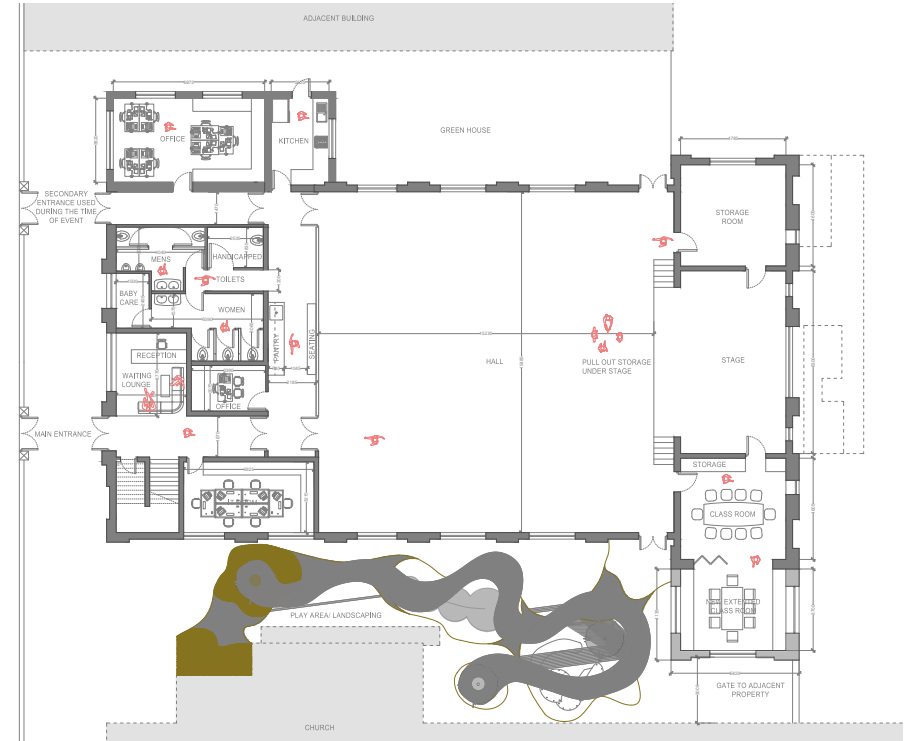 ADJACENT BUILDING
OFFICE
KITCHEN
GREEN HOUSE
SECONDARY
ENTRANCE USED
DURING THE TIME
OF EVENT
STORAGE
ROOM
MENS
HANDICAPPED
TOILETS
BABY
CARE
WOMEN
RECEPTION
WAITING
LOUNGE
OFFICE
PANTRY
SEATING
HALL
PULL OUT STORAGE
UNDER STAGE
STAGE
MAIN ENTRANCE
STORAGE
CLASS ROOM
NEW EXTENTED
CLASS ROOM
PLAY AREA/ LANDSCAPING
GATE TO ADJACENT
PROPERTY
CHURCH